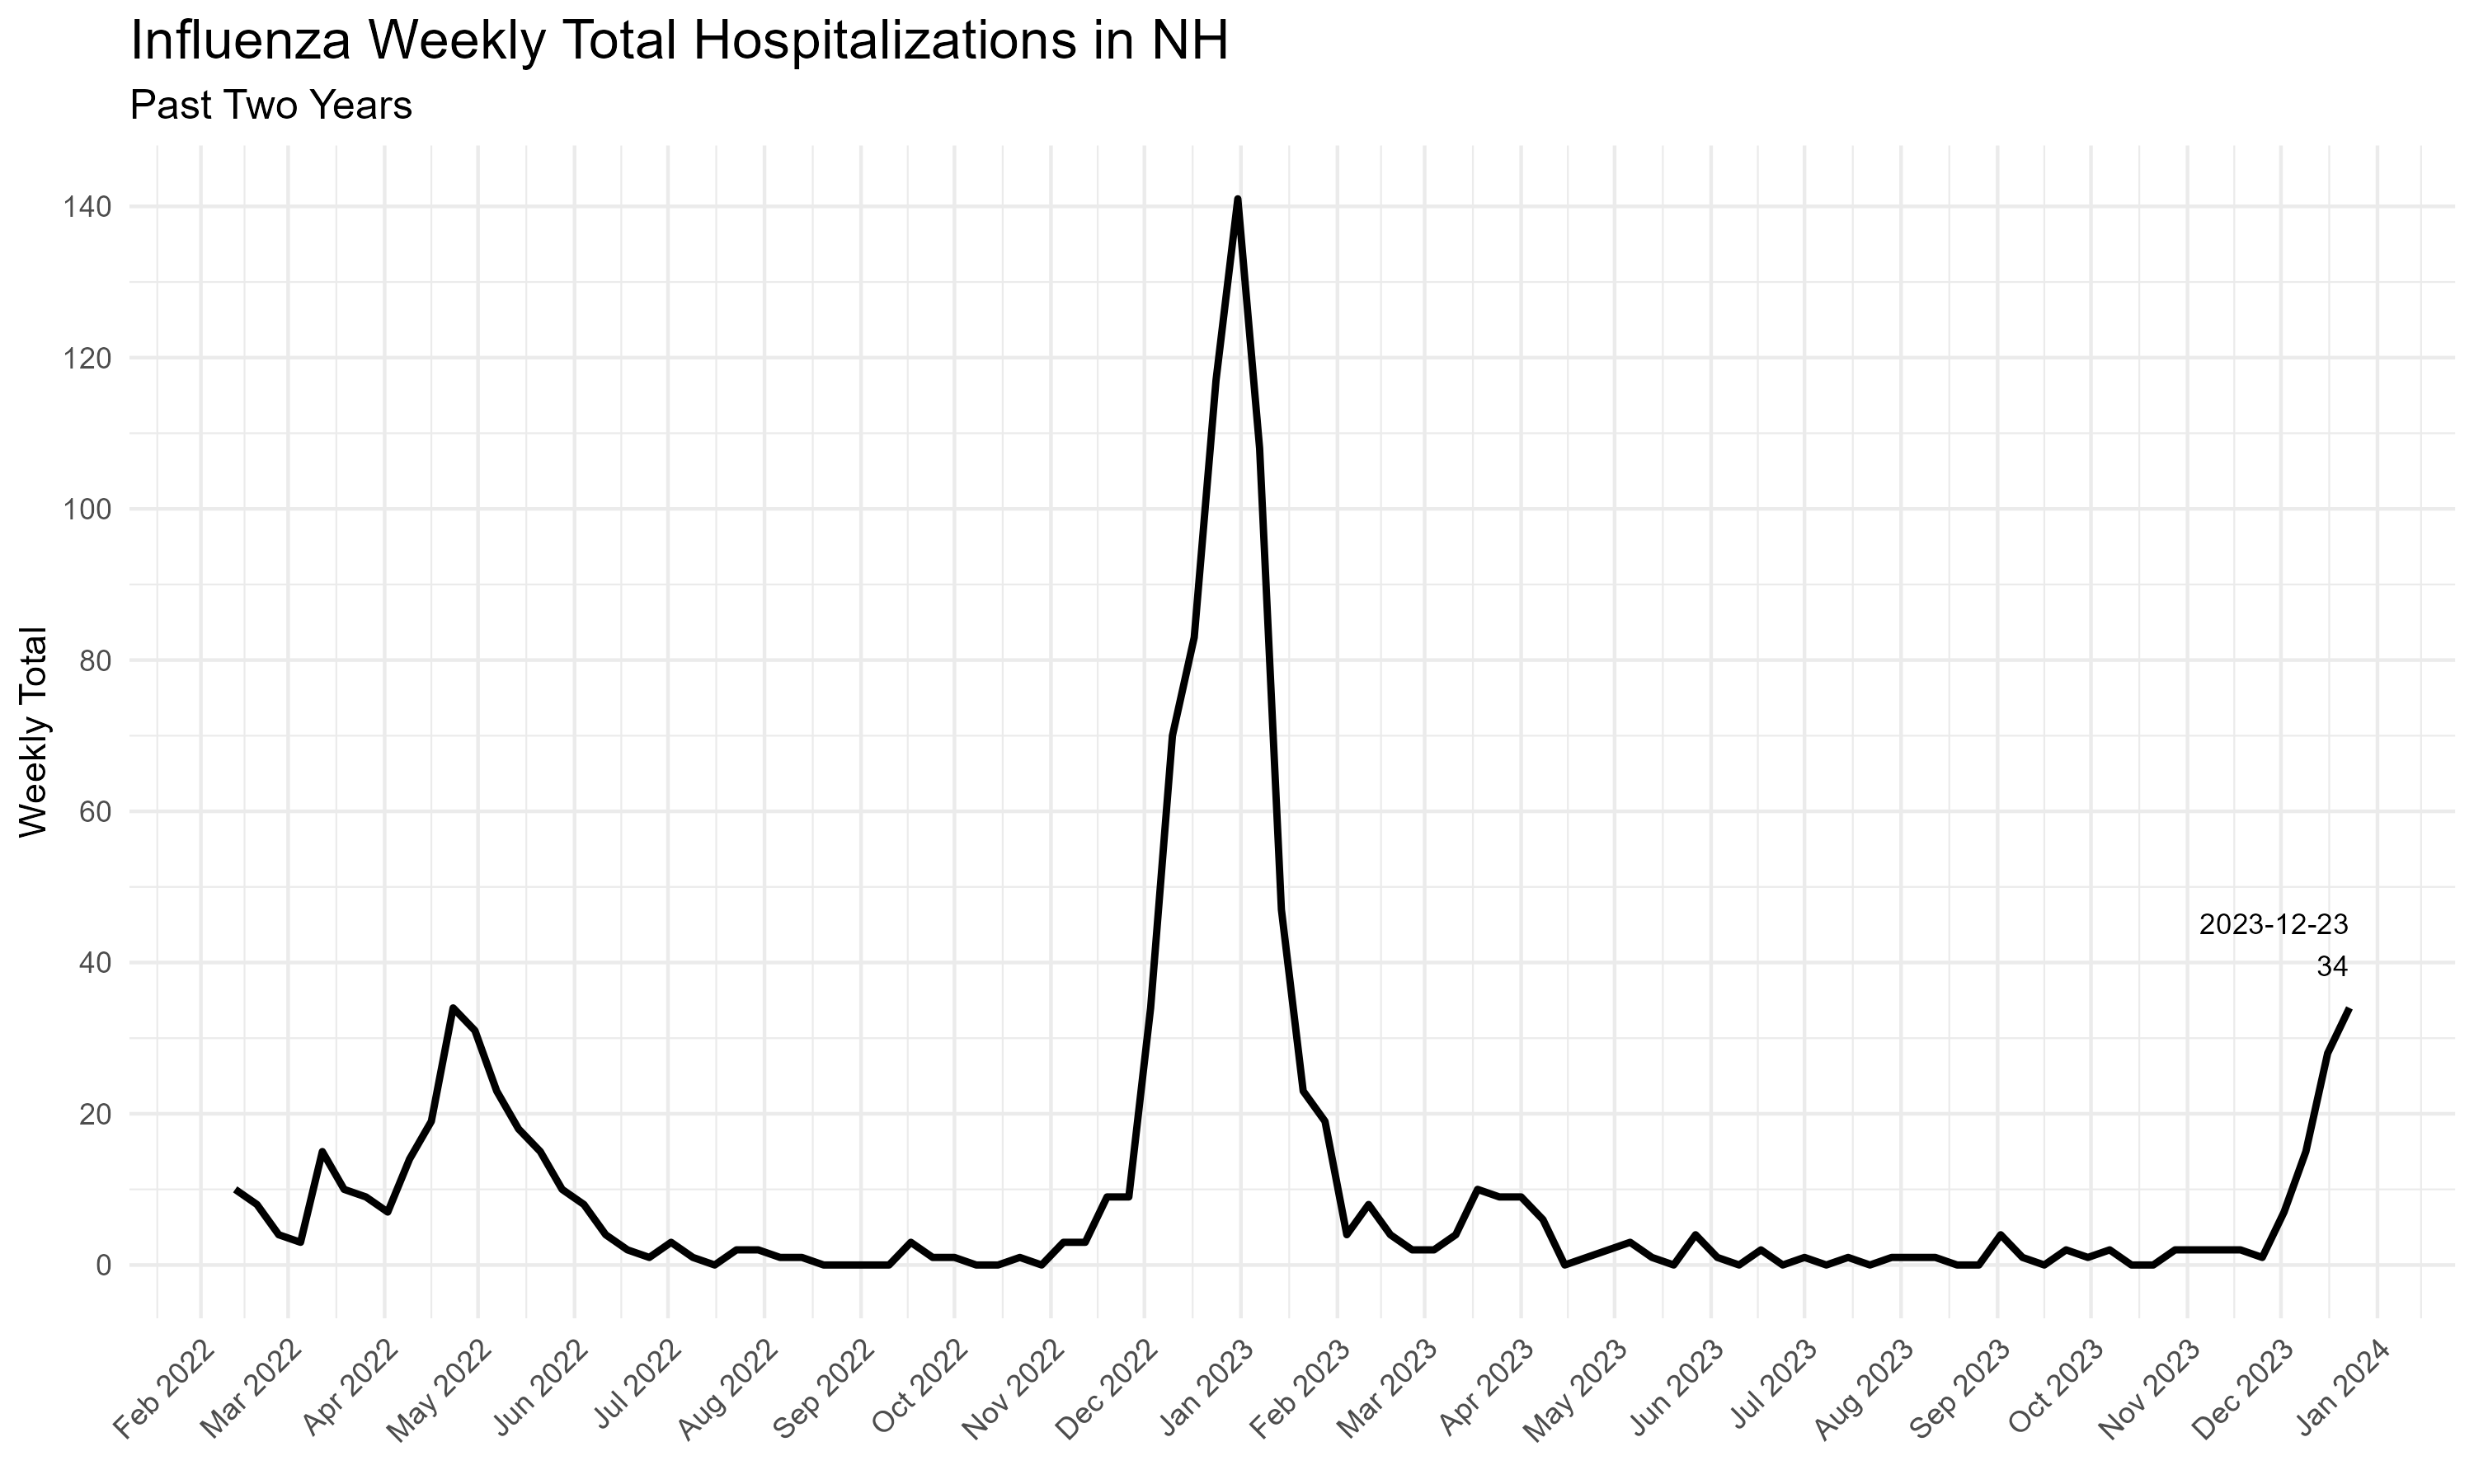 Influenza Weekly Total Hospitalizations in NH
Past Two Years
140
120
100
80
60
40
20
0
Weekly Total
2023-12-23
34
Feb 2022
Mar 2022
Apr 2022
May 2022
Jun 2022
Jul 2022
Aug 2022
Sep 2022
Oct 2022
Nov 2022
Dec 2022
Jan 2023
Feb 2023
Mar 2023
Apr 2023
May 2023
Jun 2023
Jul 2023
Aug 2023
Sep 2023
Oct 2023
Nov 2023
Dec 2023
Jan 2024